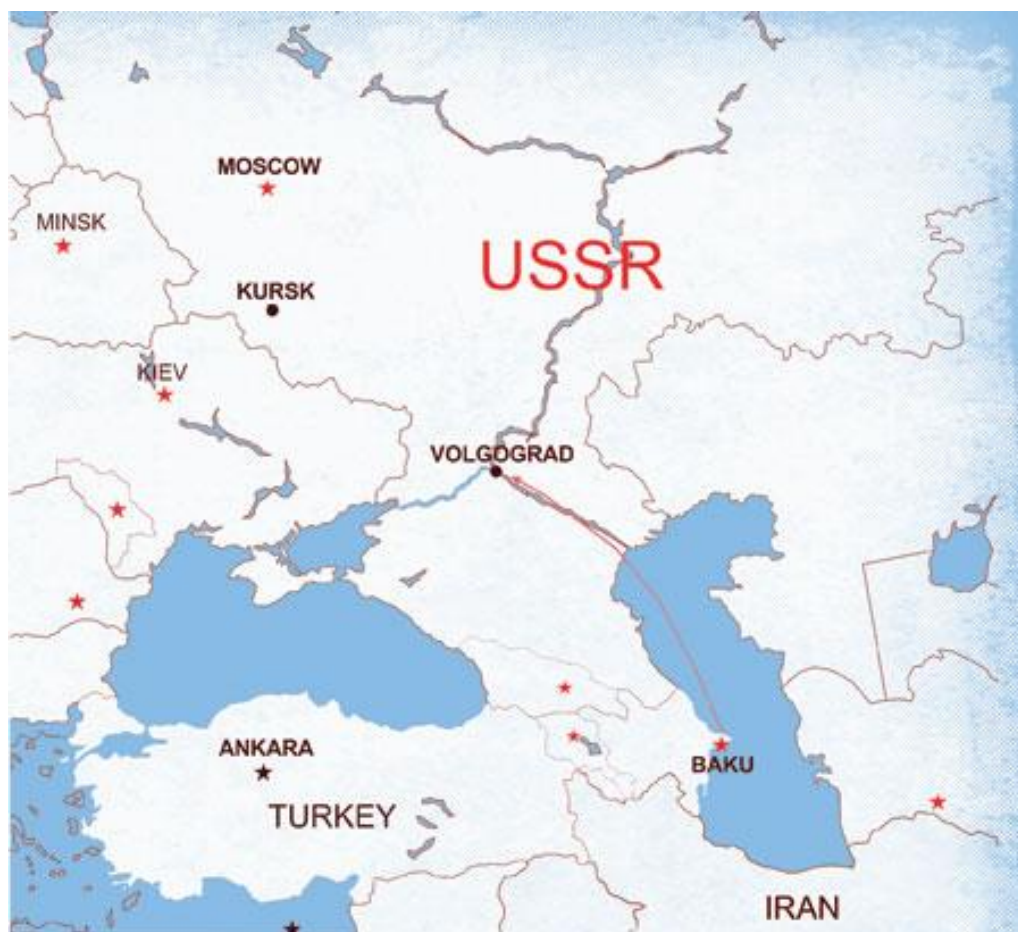 MOSCOW
MINSK
USSR
KURSK
KIEV
VOLGOGRAD
ANKARA
BAKU
TURKEY
IRAN